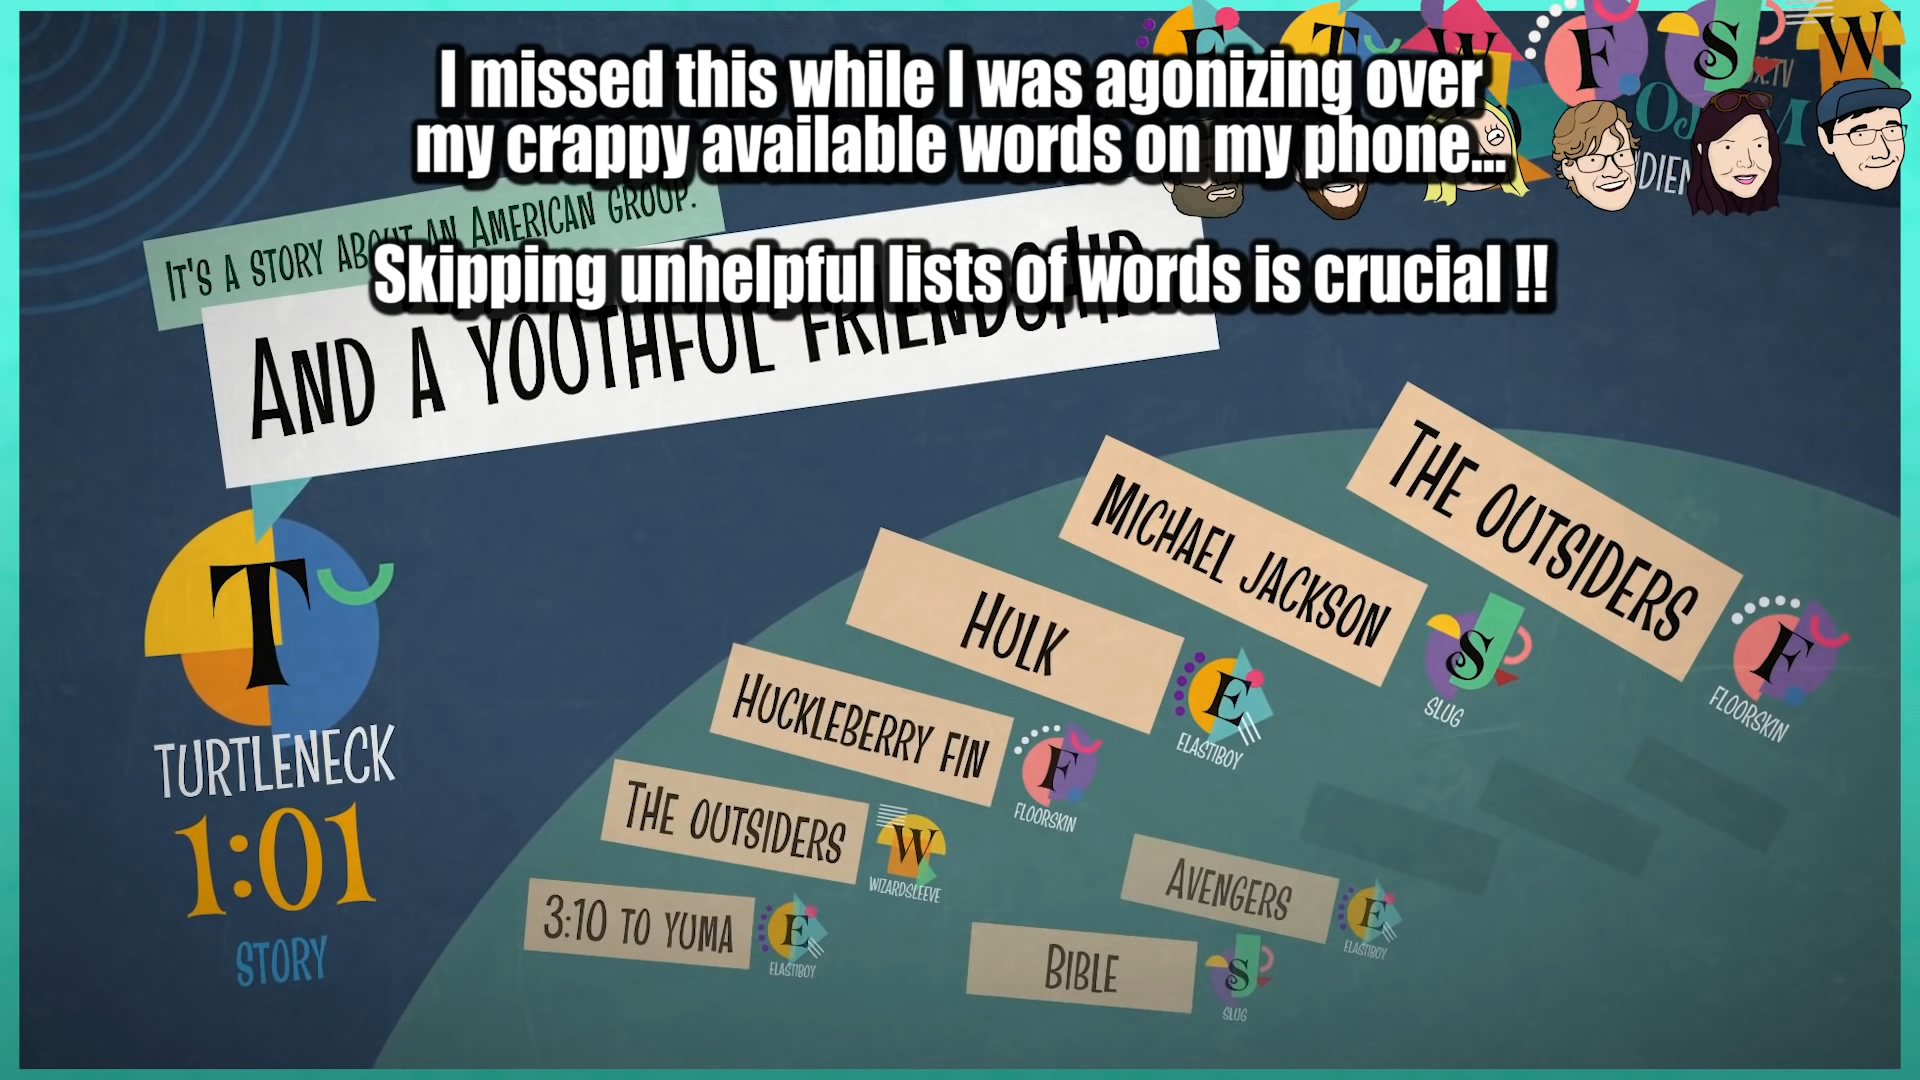 I missed this while I was agonizing over
my crappy available words on my phone...
Skipping unhelpful lists of words is crucial !!
E T W F S W
IT'S A STORY ABOUT AN AMERICAN GROUP.
AND A YOUTHFUL FRIENDSHIP
THE OUTSIDERS
F
FLOORSKIN
MICHAEL JACKSON
S
SLUG
HULK
E
ELASTIBOY
HUCKLEBERRY FIN
F
FLOORSKIN
THE OUTSIDERS
W
WIZARDSLEEVE
3:10 TO YUMA
E
ELASTIBOY
AVENGERS
E
ELASTIBOY
BIBLE
S
SLUG
T
TURTLENECK
1:01
STORY